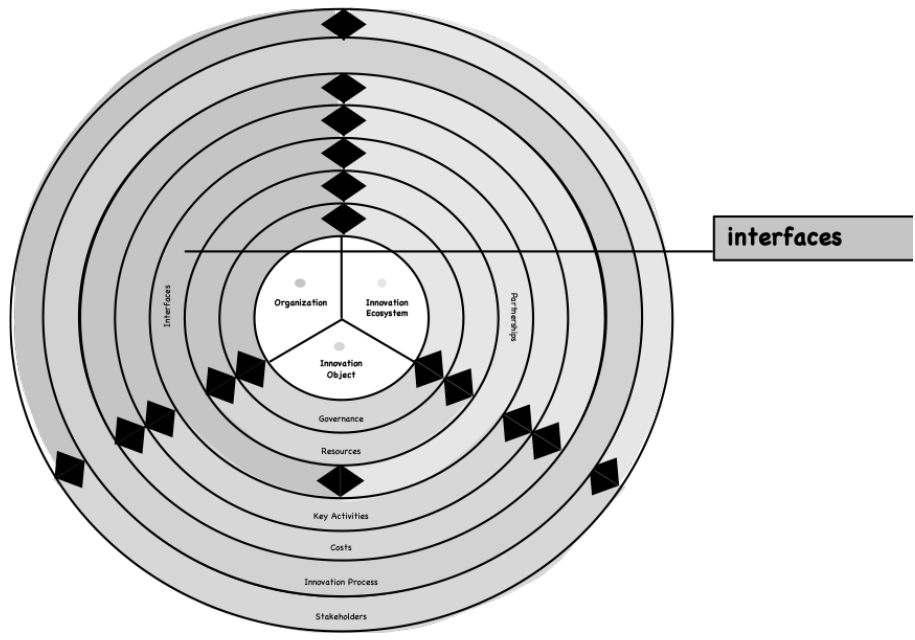 interfaces
Organization
Innovation
Ecosystem
Interfaces
Partnerships
Innovation
Object
Governance
Resources
Key Activities
Costs
Innovation Process
Stakeholders